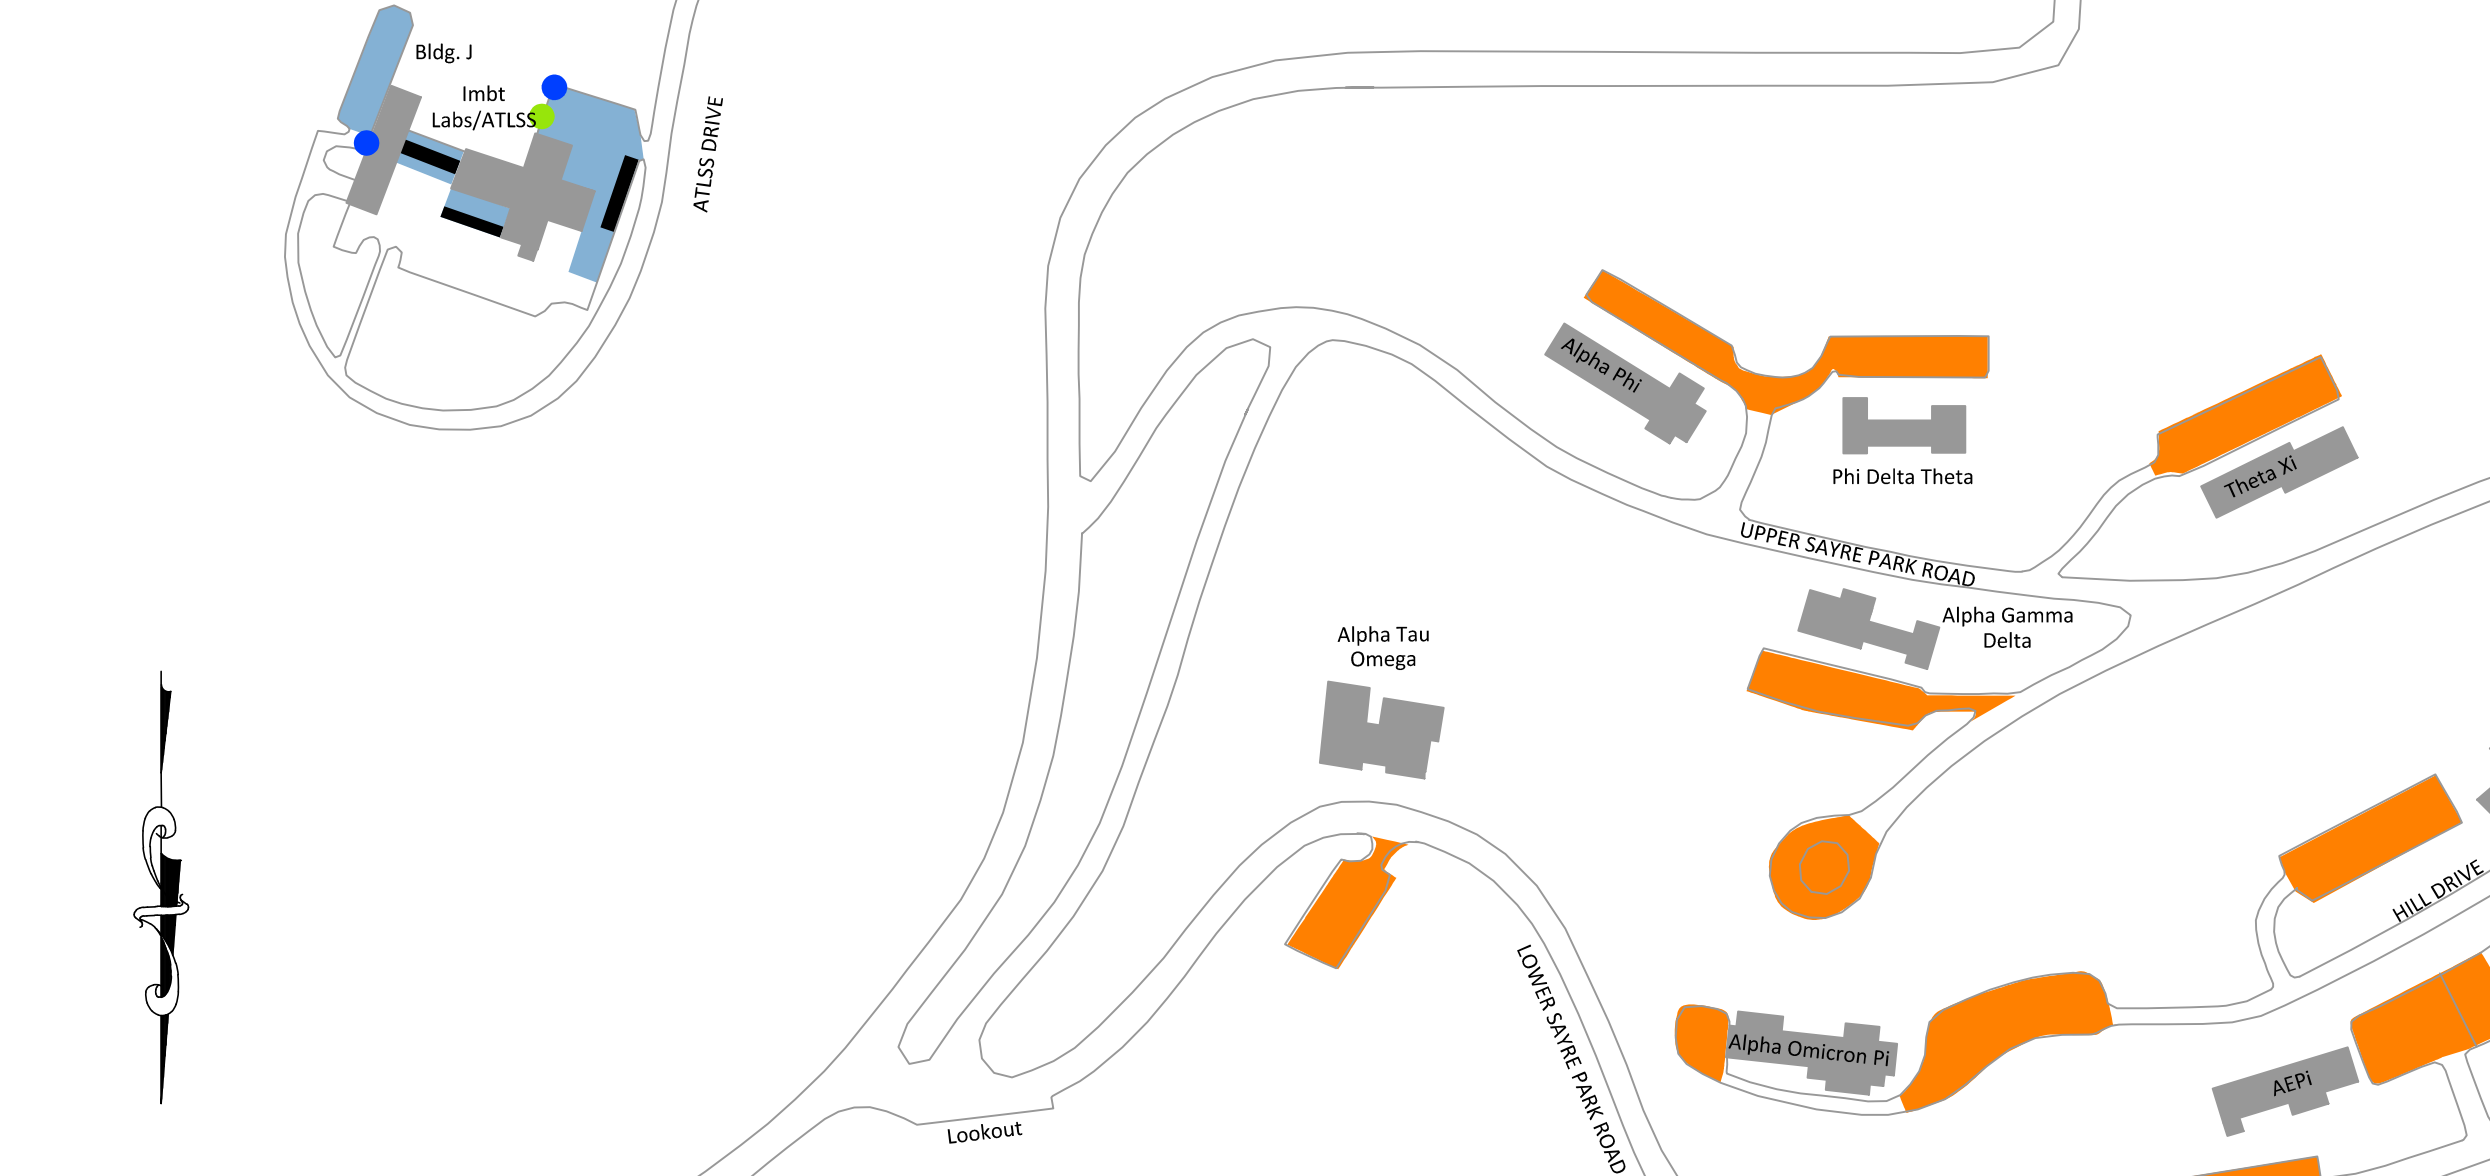 Bldg. J
Imbt
Labs/ATLSS
ATLSS DRIVE
Alpha Phi
Phi Delta Theta
Theta Xi
UPPER SAYRE PARK ROAD
Alpha Gamma
Delta
Alpha Tau
Omega
HILL DRIVE
LOWER SAYRE PARK ROAD
Alpha Omicron Pi
AEPi
Lookout